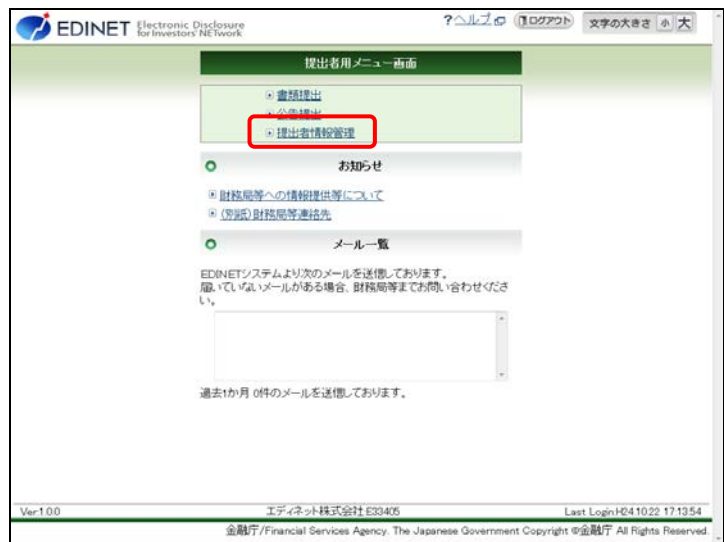 EDINET Electronic Disclosure for Investors' NETwork
?ヘルプ ログアウト 文字の大きさ 小 大
提出者用メニュー画面
書類提出
公告提出
提出者情報管理
お知らせ
財務局等への情報提供等について
(別紙)財務局等連絡先
メール一覧
EDINETシステムより次のメールを送信しております。
届いていないメールがある場合、財務局等までお問い合わせくださ
い。
過去1か月 0件のメールを送信しております。
Ver.1.0.0 エディネット株式会社 E33405 Last Login:H24.10.22 17:13:54
金融庁/Financial Services Agency. The Japanese Government Copyright ©金融庁 All Rights Reserved.